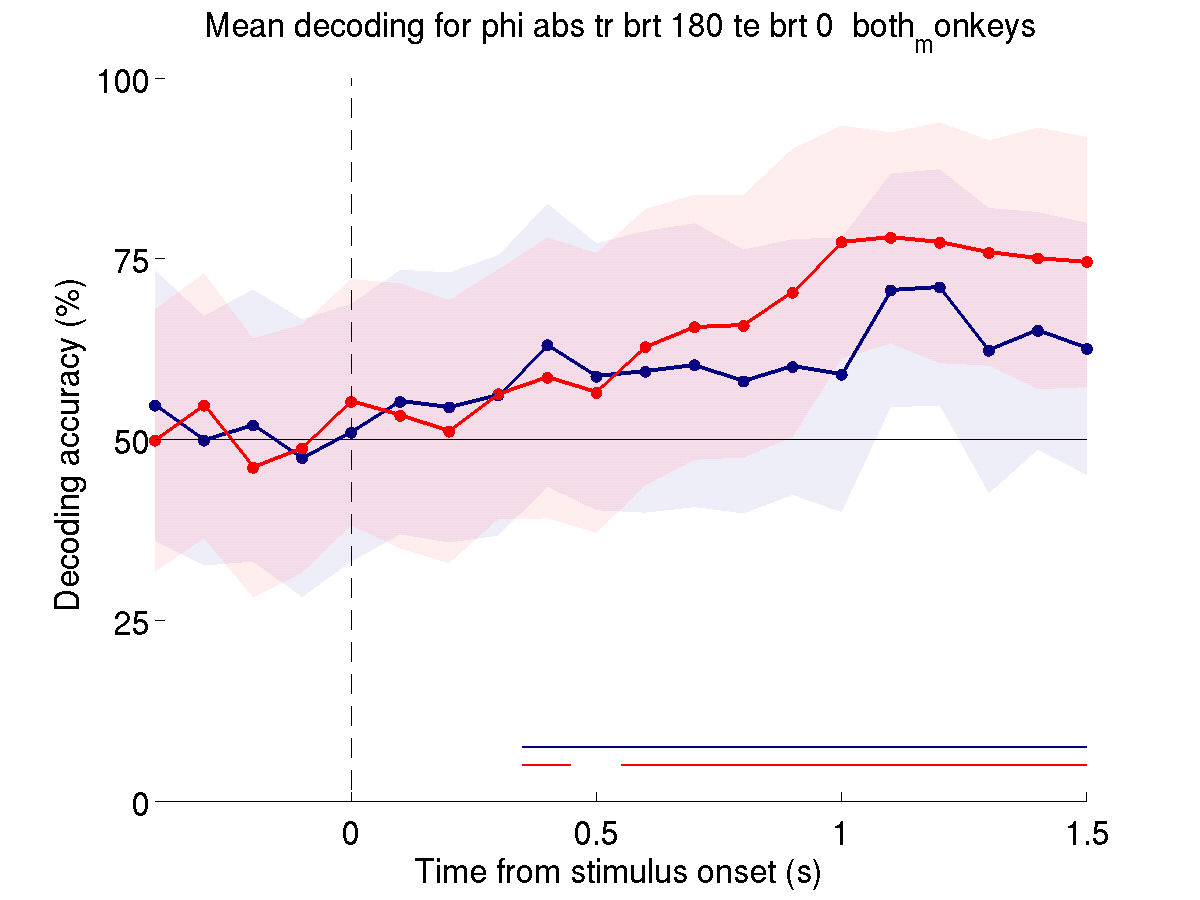 Mean decoding for phi abs tr brt 180 te brt 0 both_monkeys
100
75
50
25
0
Decoding accuracy (%)
0 0.5 1 1.5
Time from stimulus onset (s)